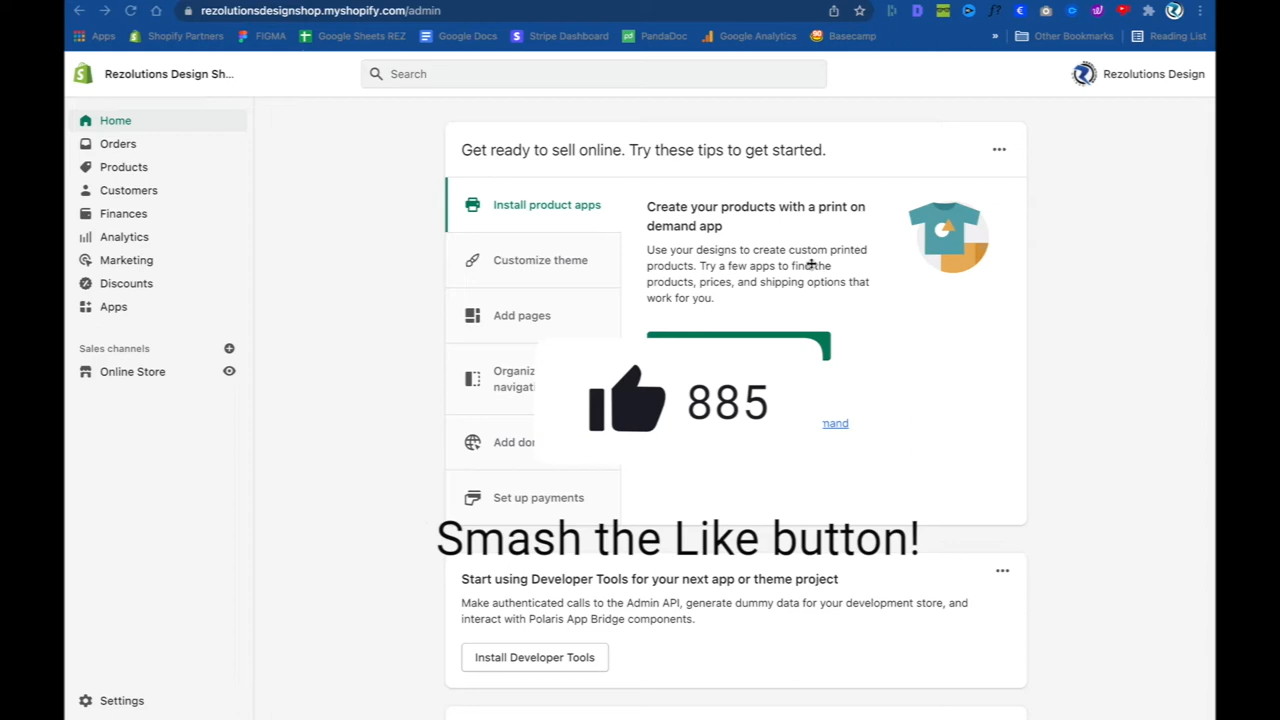 rezolutionsdesignshop.myshopify.com/admin
Apps
Shopify Partners
FIGMA
Google Sheets REZ
Google Docs
Stripe Dashboard
PandaDoc
Google Analytics
Basecamp
»
Other Bookmarks
Reading List
Rezolutions Design Sh...
Search
Rezolutions Design
Home
Orders
Products
Customers
Finances
Analytics
Marketing
Discounts
Apps
Sales channels
Online Store
Settings
Get ready to sell online. Try these tips to get started.
Install product apps
Customize theme
Add pages
Organiz
navigati
Add do
Set up payments
Create your products with a print on
demand app
Use your designs to create custom printed
products. Try a few apps to find the
products, prices, and shipping options that
work for you.
mand
885
Smash the Like button!
Start using Developer Tools for your next app or theme project
Make authenticated calls to the Admin API, generate dummy data for your development store, and
interact with Polaris App Bridge components.
Install Developer Tools